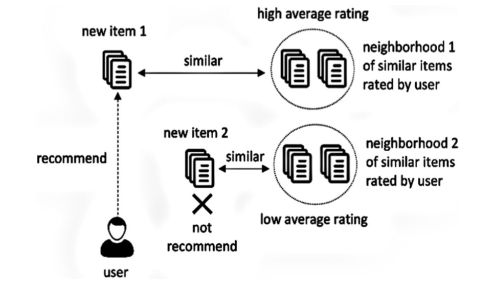 high average rating
new item 1
similar
neighborhood 1
of similar items
rated by user
new item 2
recommend
similar
neighborhood 2
of similar items
rated by user
not
recommend
low average rating
user